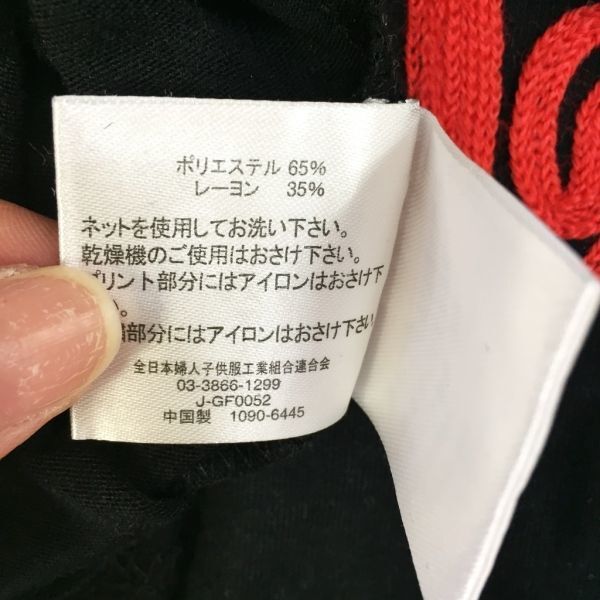 ポリエステル 65%
レーヨン 35%
ネットを使用してお洗い下さい。
乾燥機のご使用はおさけ下さい。
プリント部分にはアイロンはおさけ下
い。
部分にはアイロンはおさけ下さい。
全日本婦人子供服工業組合連合会
03-3866-1299
J-GF0052
中国製 1090-6445